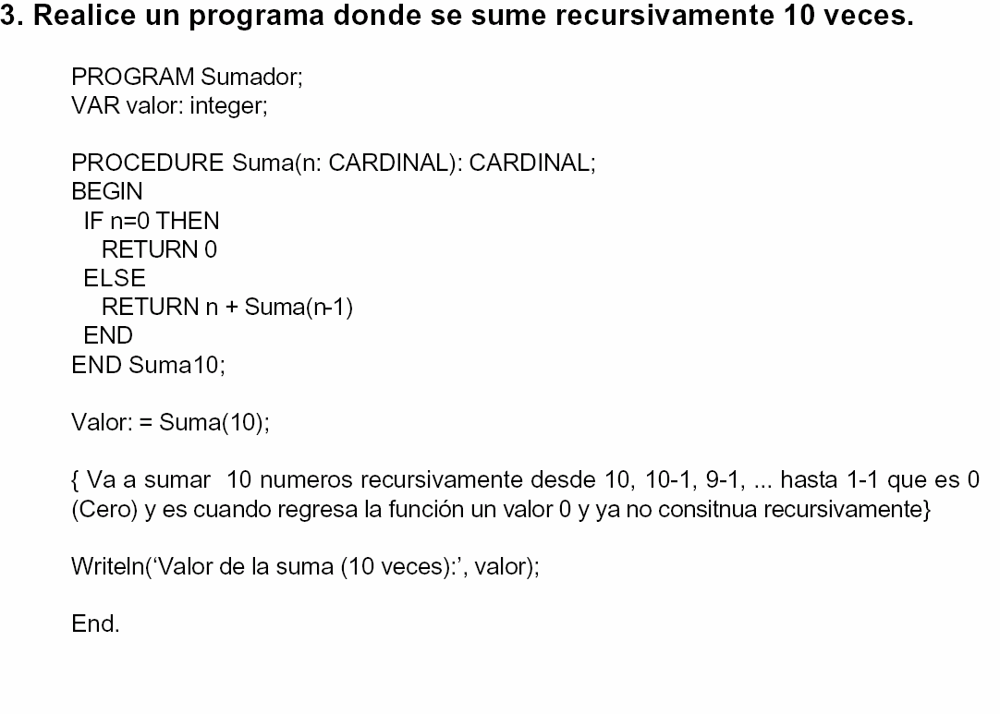 3. Realice un programa donde se sume recursivamente 10 veces.
PROGRAM Sumador;
VAR valor: integer;
PROCEDURE Suma(n: CARDINAL): CARDINAL;
BEGIN
IF n=0 THEN
RETURN 0
ELSE
RETURN n + Suma(n-1)
END
END Suma10;
Valor: = Suma(10);
{ Va a sumar 10 numeros recursivamente desde 10, 10-1, 9-1, ... hasta 1-1 que es 0
(Cero) y es cuando regresa la función un valor 0 y ya no consitnua recursivamente}
Writeln(‘Valor de la suma (10 veces):’, valor);
End.